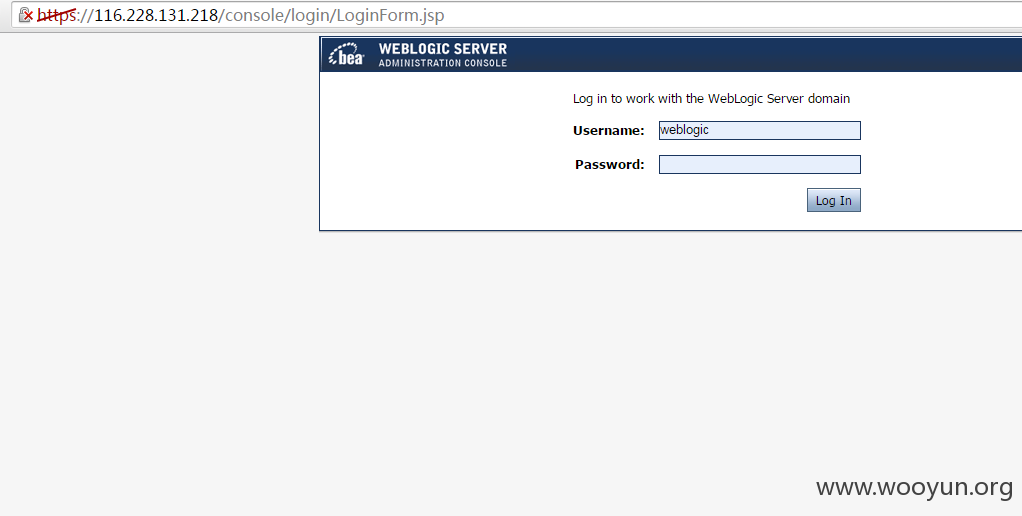 https://116.228.131.218/console/login/LoginForm.jsp
bea WEBLOGIC SERVER
ADMINISTRATION CONSOLE
Log in to work with the WebLogic Server domain
Username: weblogic
Password:
Log In
www.wooyun.org